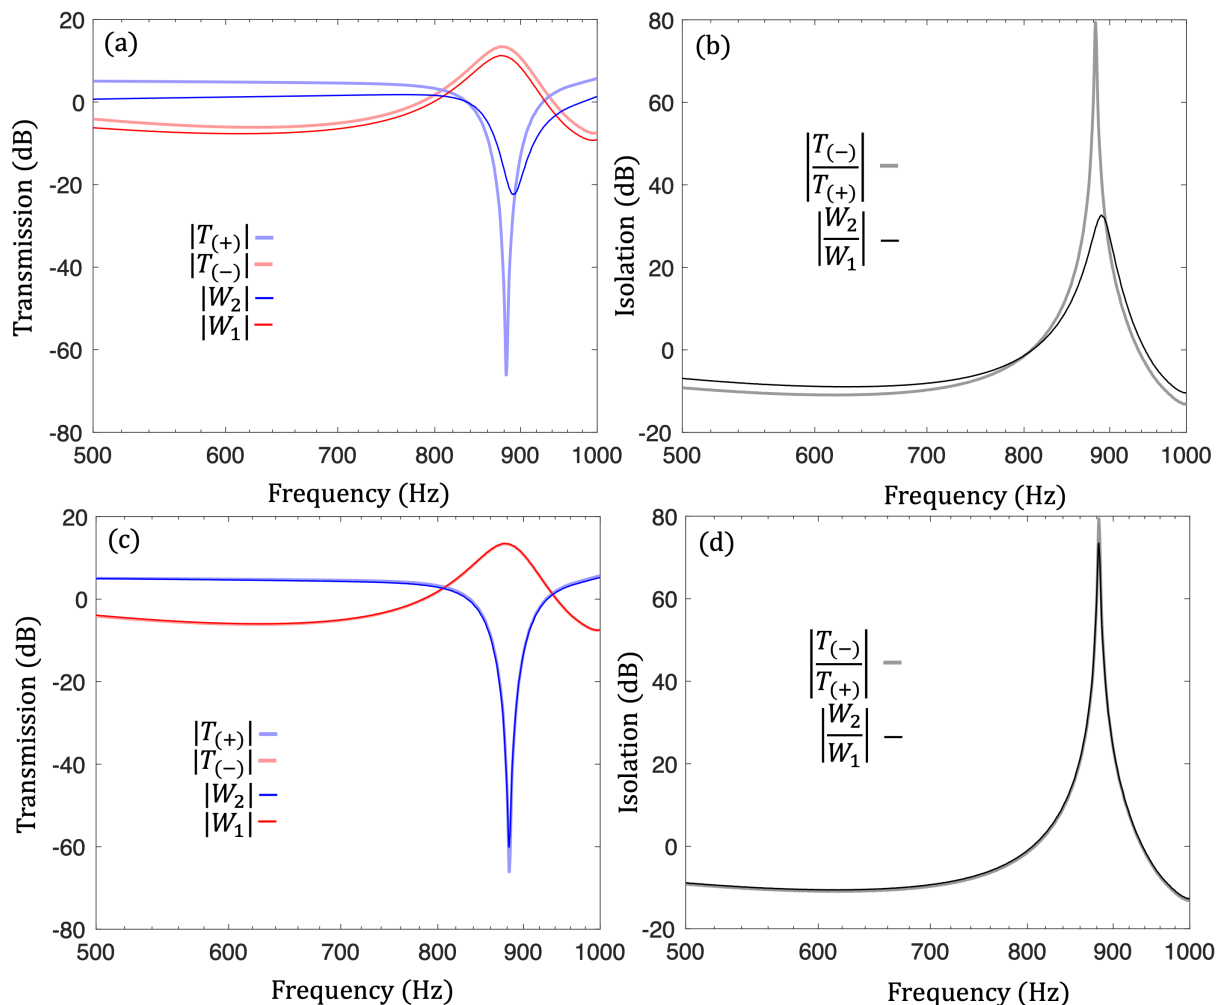 (a)
20
0
-20
-40
-60
-80
Transmission (dB)
|T(+)|
|T(−)|
|W2|
|W1|
500
600
700
800
900
1000
Frequency (Hz)
(b)
80
60
40
20
0
-20
Isolation (dB)
|T(−)/T(+)|
|W2/W1|
500
600
700
800
900
1000
Frequency (Hz)
(c)
20
0
-20
-40
-60
-80
Transmission (dB)
|T(+)|
|T(−)|
|W2|
|W1|
500
600
700
800
900
1000
Frequency (Hz)
(d)
80
60
40
20
0
-20
Isolation (dB)
|T(−)/T(+)|
|W2/W1|
500
600
700
800
900
1000
Frequency (Hz)